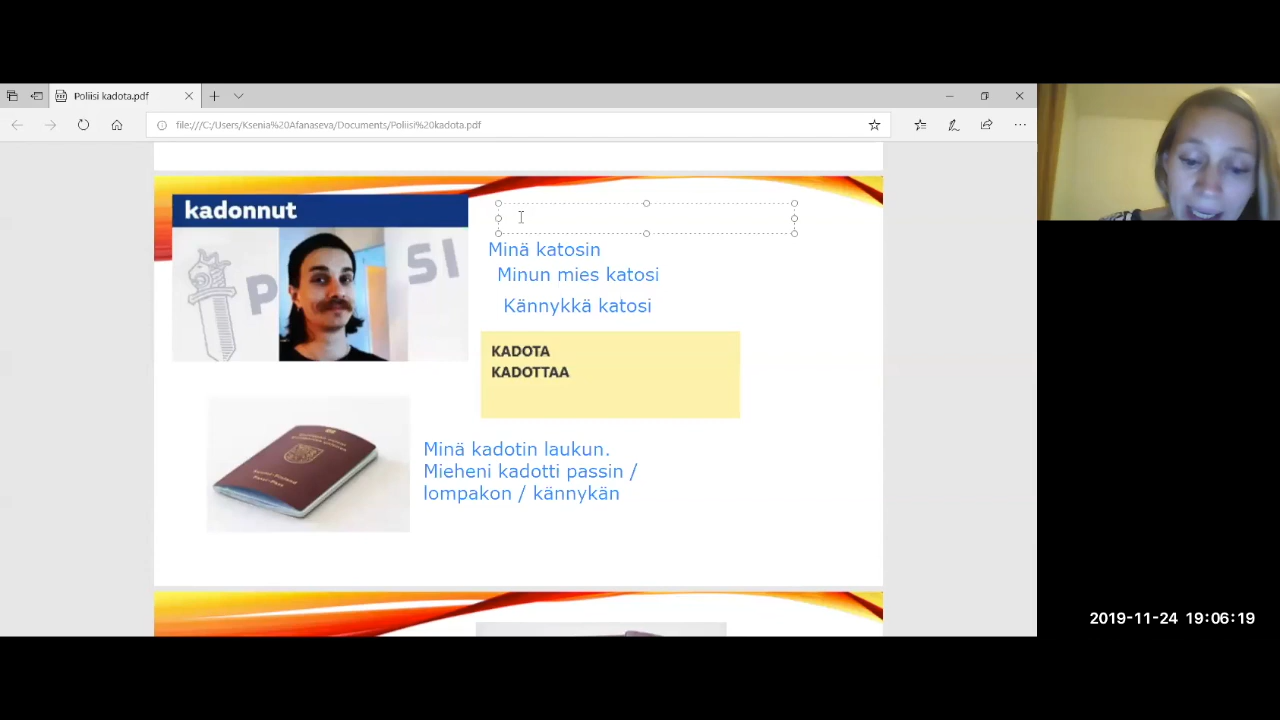 Poliisi kadota.pdf
file:///C:/Users/Ksenia%20Afanaseva/Documents/Poliisi%20kadota.pdf
kadonnut
P
SI
Minä katosin
Minun mies katosi
Kännykkä katosi
KADOTA
KADOTTAA
Minä kadotin laukun.
Mieheni kadotti passin /
lompakon / kännykän
2019-11-24 19:06:19